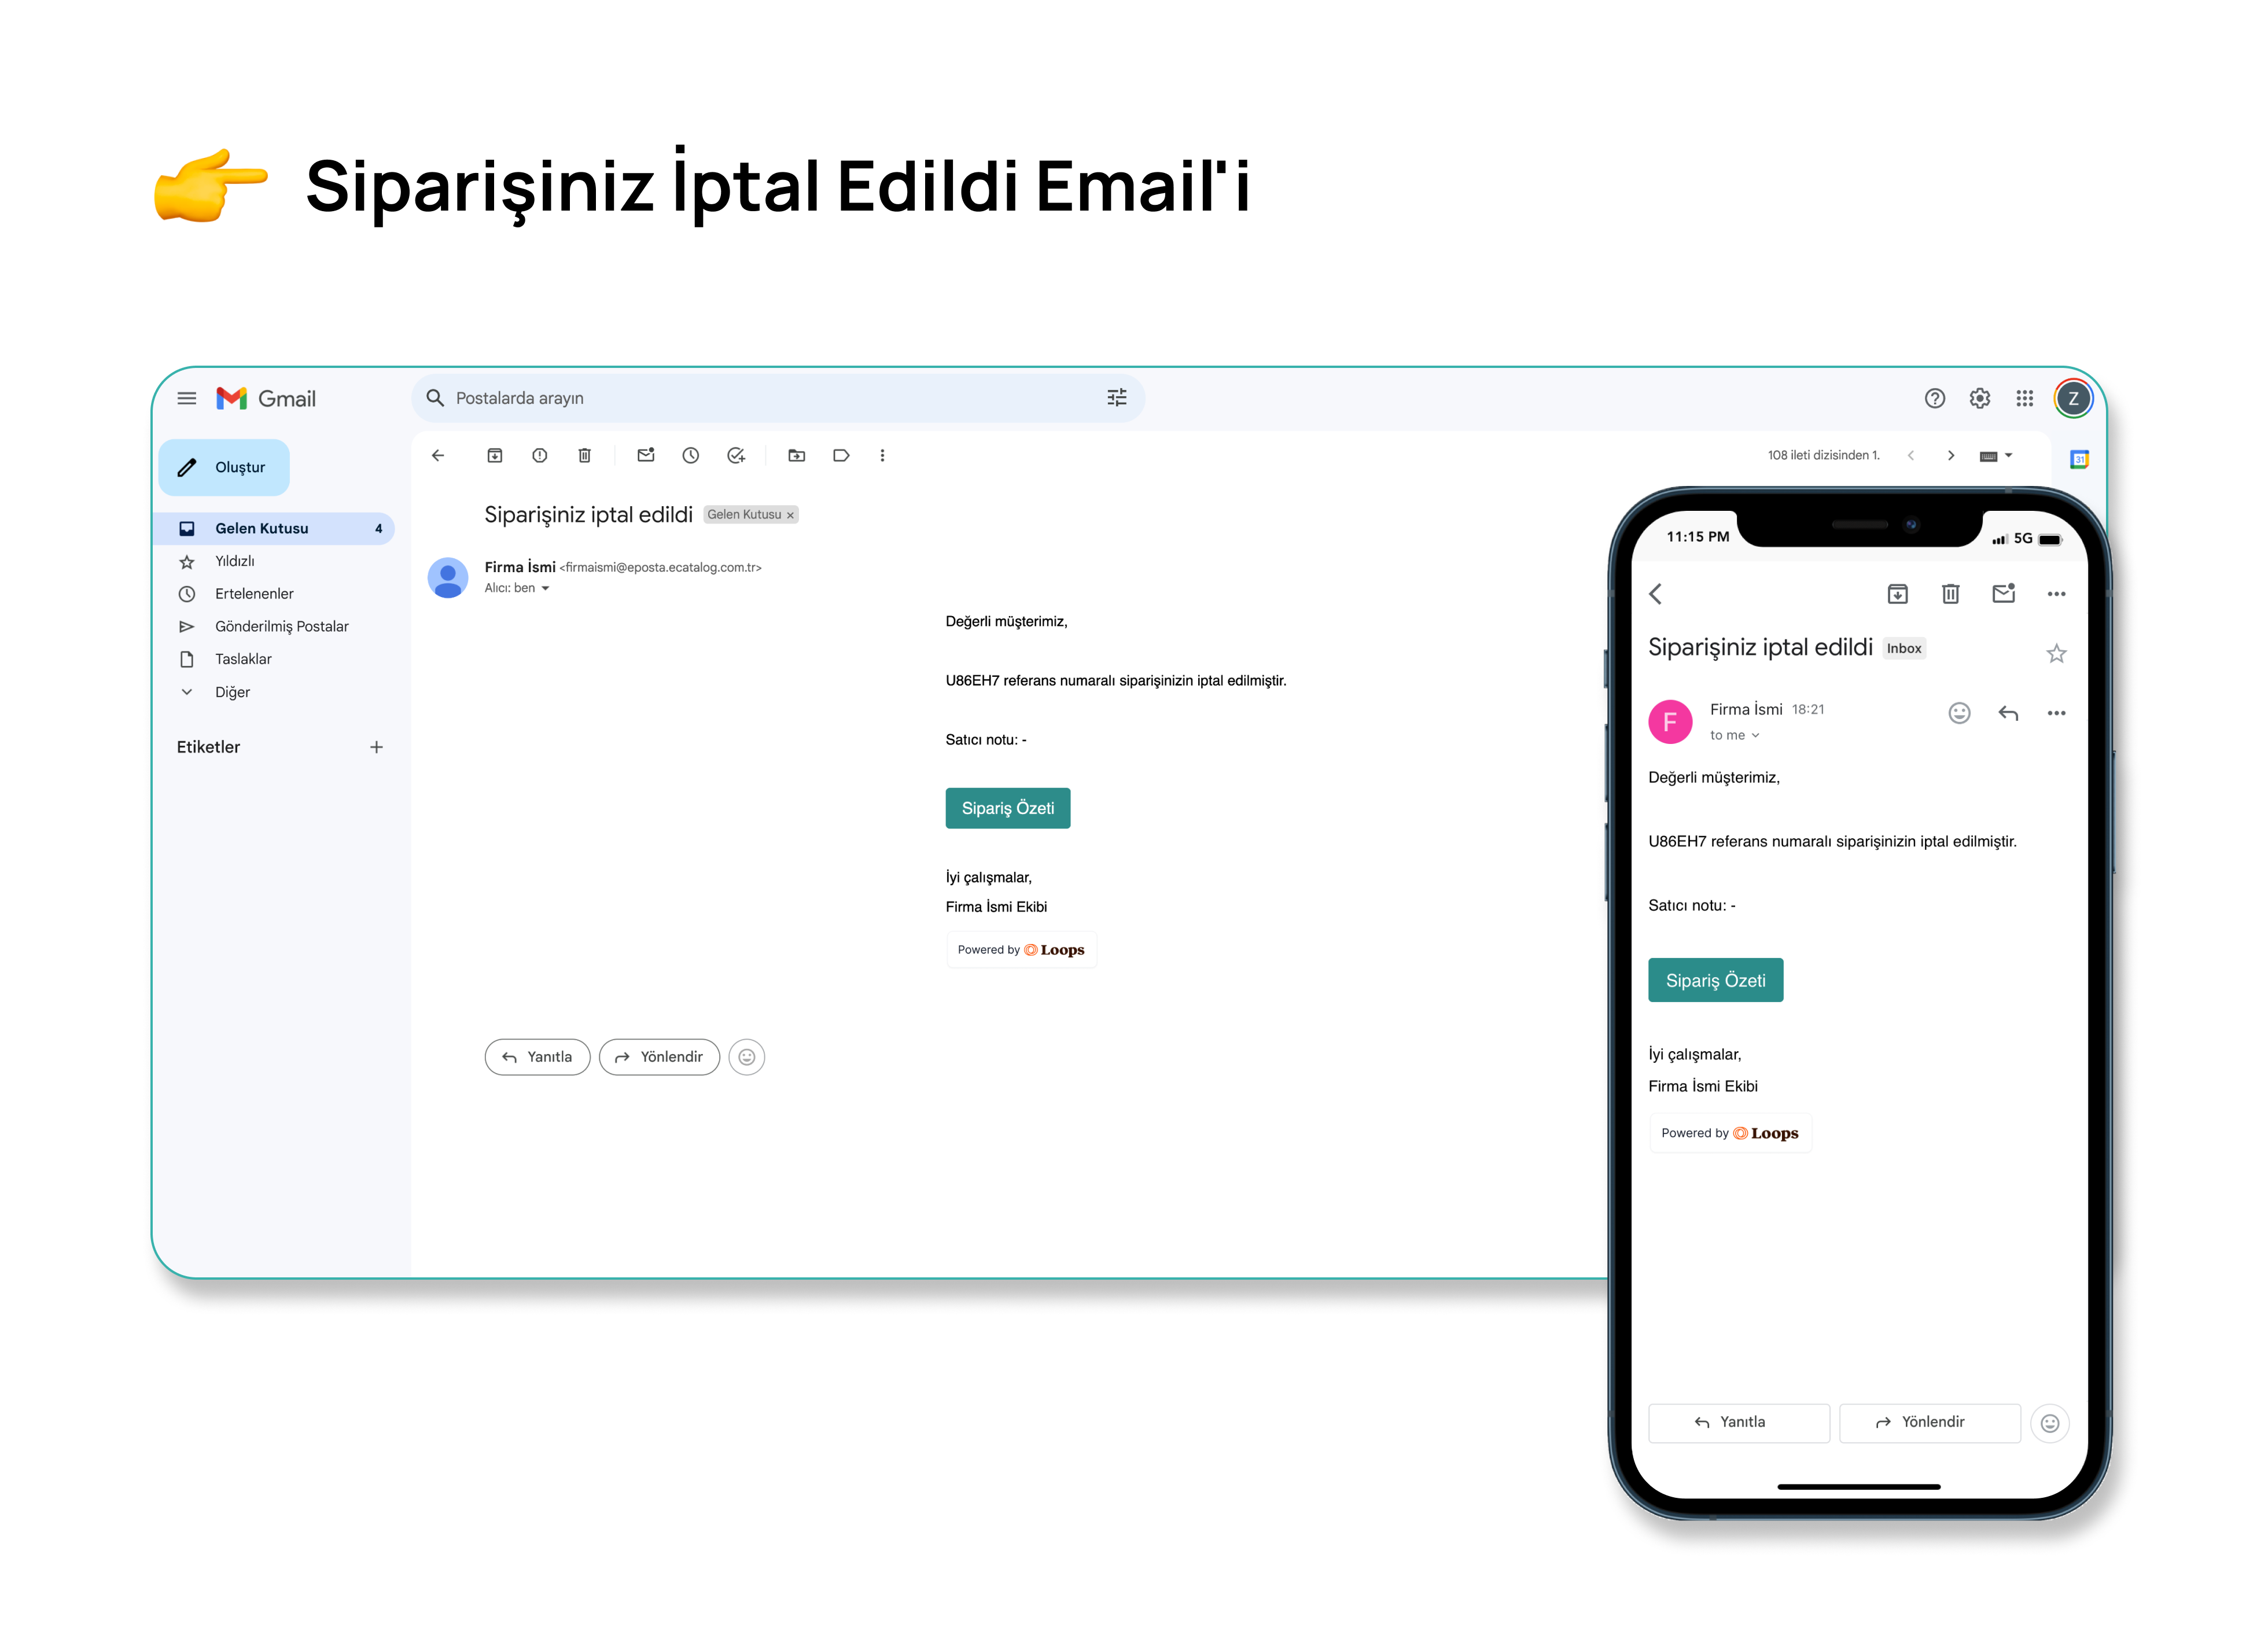 Siparişiniz İptal Edildi Email'i
Gmail
Postalarda arayın
Z
Oluştur
108 ileti dizisinden 1.
31
Gelen Kutusu 4
Yıldızlı
Ertelenenler
Gönderilmiş Postalar
Taslaklar
Diğer
Etiketler
Siparişiniz iptal edildi Gelen Kutusu x
Firma İsmi <firmaismi@eposta.ecatalog.com.tr>
Alıcı: ben
Değerli müşterimiz,
U86EH7 referans numaralı siparişinizin iptal edilmiştir.
Satıcı notu: -
Sipariş Özeti
İyi çalışmalar,
Firma İsmi Ekibi
Powered by Loops
Yanıtla
Yönlendir
11:15 PM
5G
Siparişiniz iptal edildi Inbox
F
Firma İsmi 18:21
to me
Değerli müşterimiz,
U86EH7 referans numaralı siparişinizin iptal edilmiştir.
Satıcı notu: -
Sipariş Özeti
İyi çalışmalar,
Firma İsmi Ekibi
Powered by Loops
Yanıtla
Yönlendir